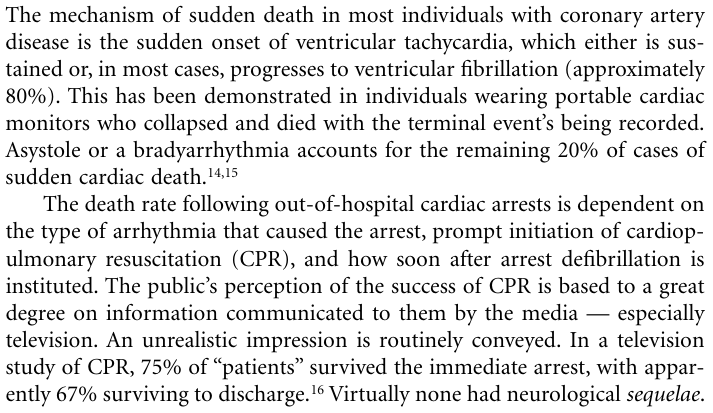 The mechanism of sudden death in most individuals with coronary artery
disease is the sudden onset of ventricular tachycardia, which either is sus-
tained or, in most cases, progresses to ventricular fibrillation (approximately
80%). This has been demonstrated in individuals wearing portable cardiac
monitors who collapsed and died with the terminal event’s being recorded.
Asystole or a bradyarrhythmia accounts for the remaining 20% of cases of
sudden cardiac death.14,15
The death rate following out-of-hospital cardiac arrests is dependent on
the type of arrhythmia that caused the arrest, prompt initiation of cardiop-
ulmonary resuscitation (CPR), and how soon after arrest defibrillation is
instituted. The public’s perception of the success of CPR is based to a great
degree on information communicated to them by the media — especially
television. An unrealistic impression is routinely conveyed. In a television
study of CPR, 75% of “patients” survived the immediate arrest, with appar-
ently 67% surviving to discharge.16 Virtually none had neurological sequelae.